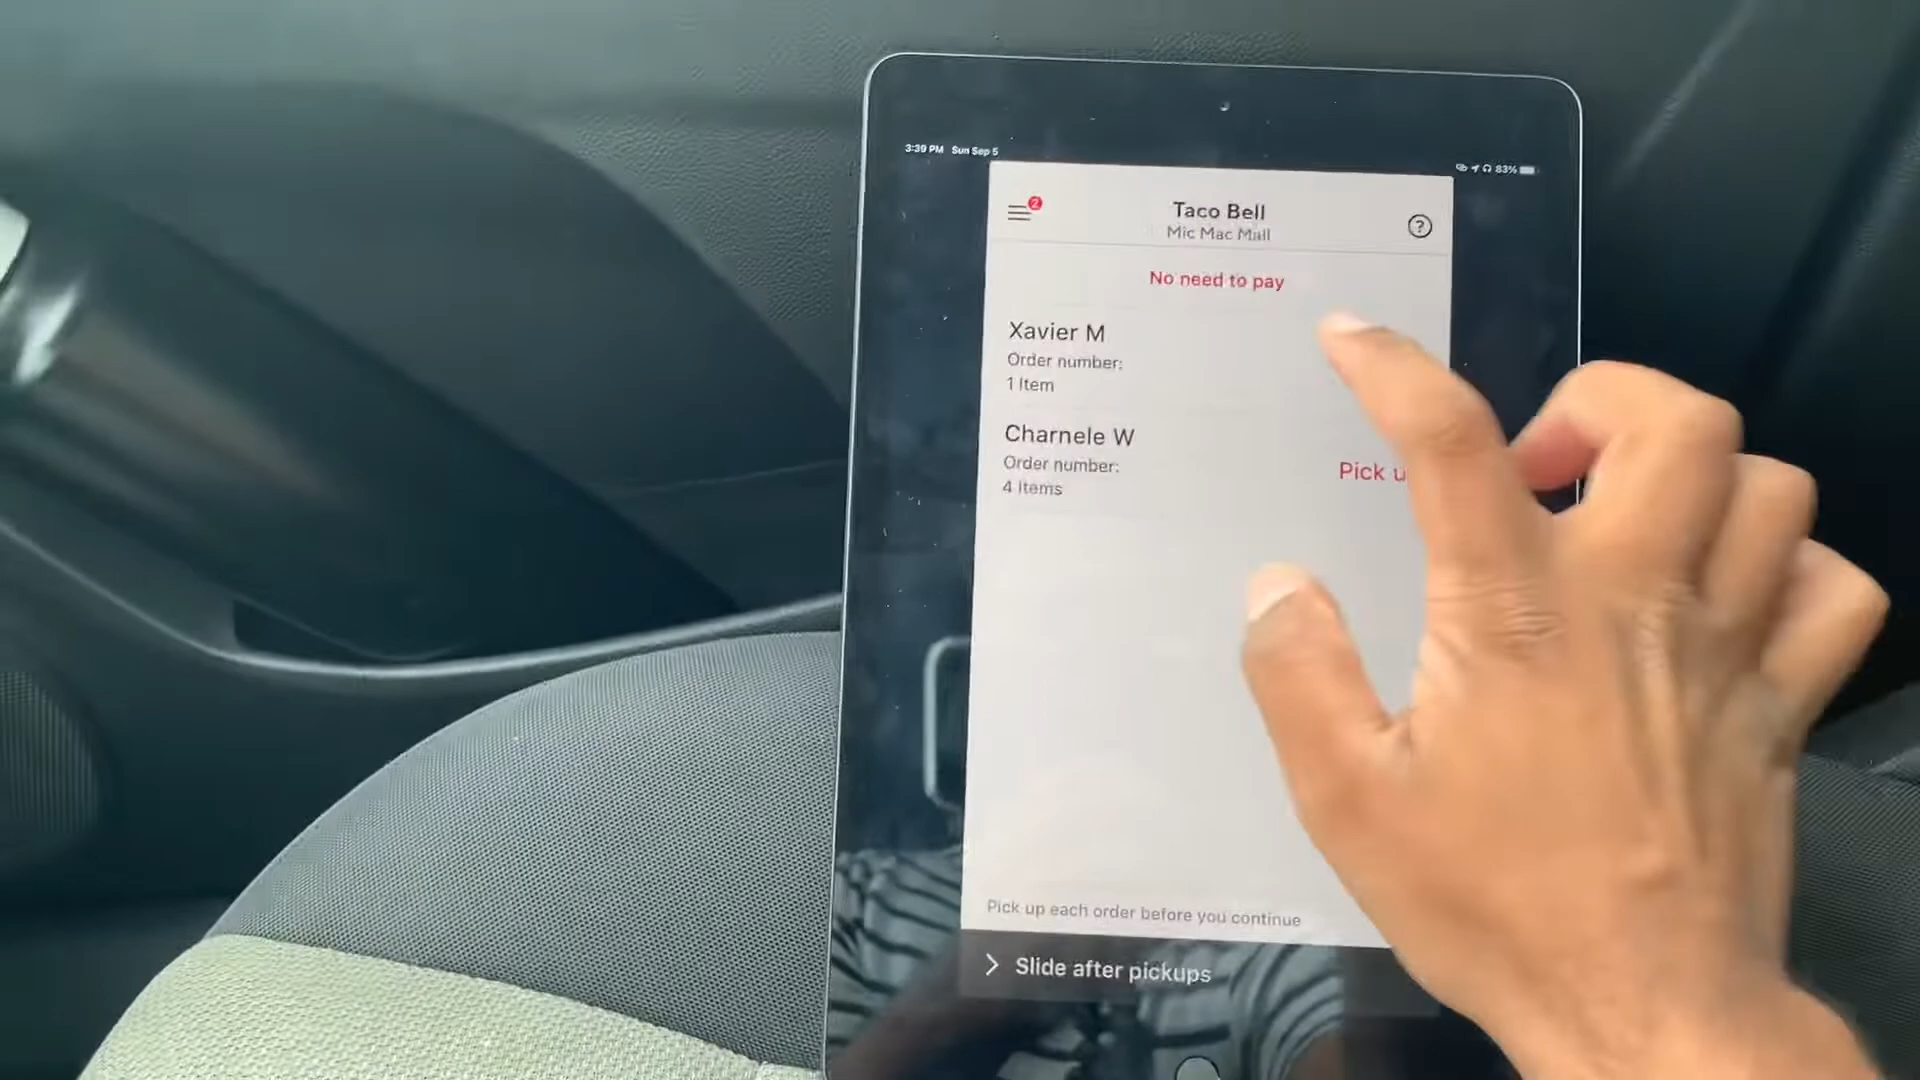 3:39 PM Sun Sep 5
83%
2
Taco Bell
?
Mic Mac Mall
No need to pay
Xavier M
Order number:
1 Item
Charnele W
Order number:
Pick u
4 Items
Pick up each order before you continue
Slide after pickups